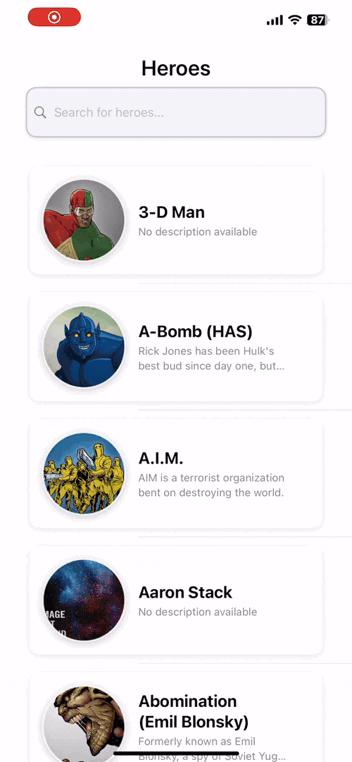 87
Heroes
Search for heroes...
3-D Man
No description available
A-Bomb (HAS)
Rick Jones has been Hulk's
best bud since day one, but...
A.I.M.
AIM is a terrorist organization
bent on destroying the world.
Aaron Stack
No description available
Abomination
(Emil Blonsky)
Formerly known as Emil
Blonsky, a spy of Soviet Yug...